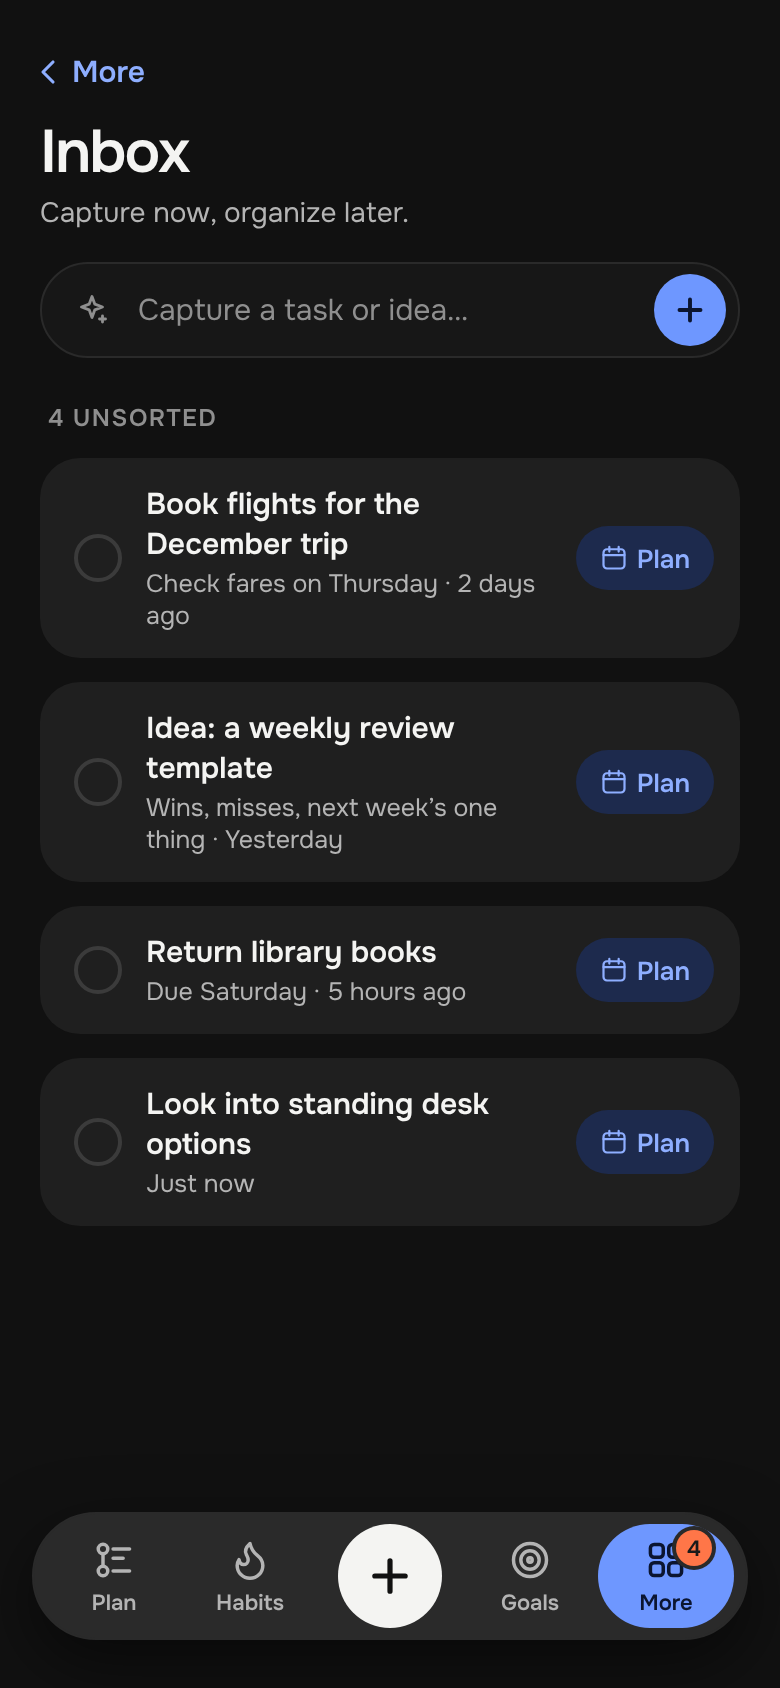 More
Inbox
Capture now, organize later.
Capture a task or idea...
4 UNSORTED
Book flights for the
December trip
Check fares on Thursday · 2 days
ago
Plan
Idea: a weekly review
template
Wins, misses, next week’s one
thing · Yesterday
Plan
Return library books
Due Saturday · 5 hours ago
Plan
Look into standing desk
options
Just now
Plan
Plan
Habits
Goals
4
More